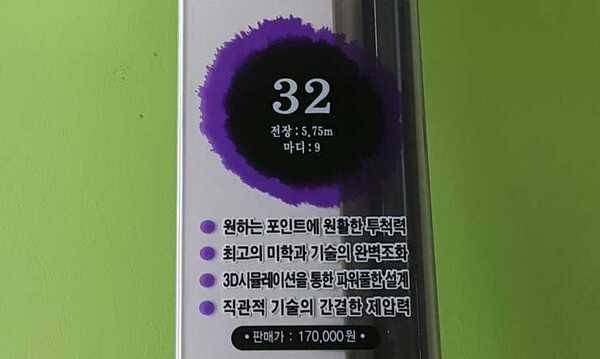 32
전장 : 5.75m
마디 : 9
원하는 포인트에 원활한 투척력
최고의 미학과 기술의 완벽조화
3D시뮬레이션을 통한 파워풀한 설계
직관적 기술의 간결한 제압력
• 판매가 : 170,000원 •